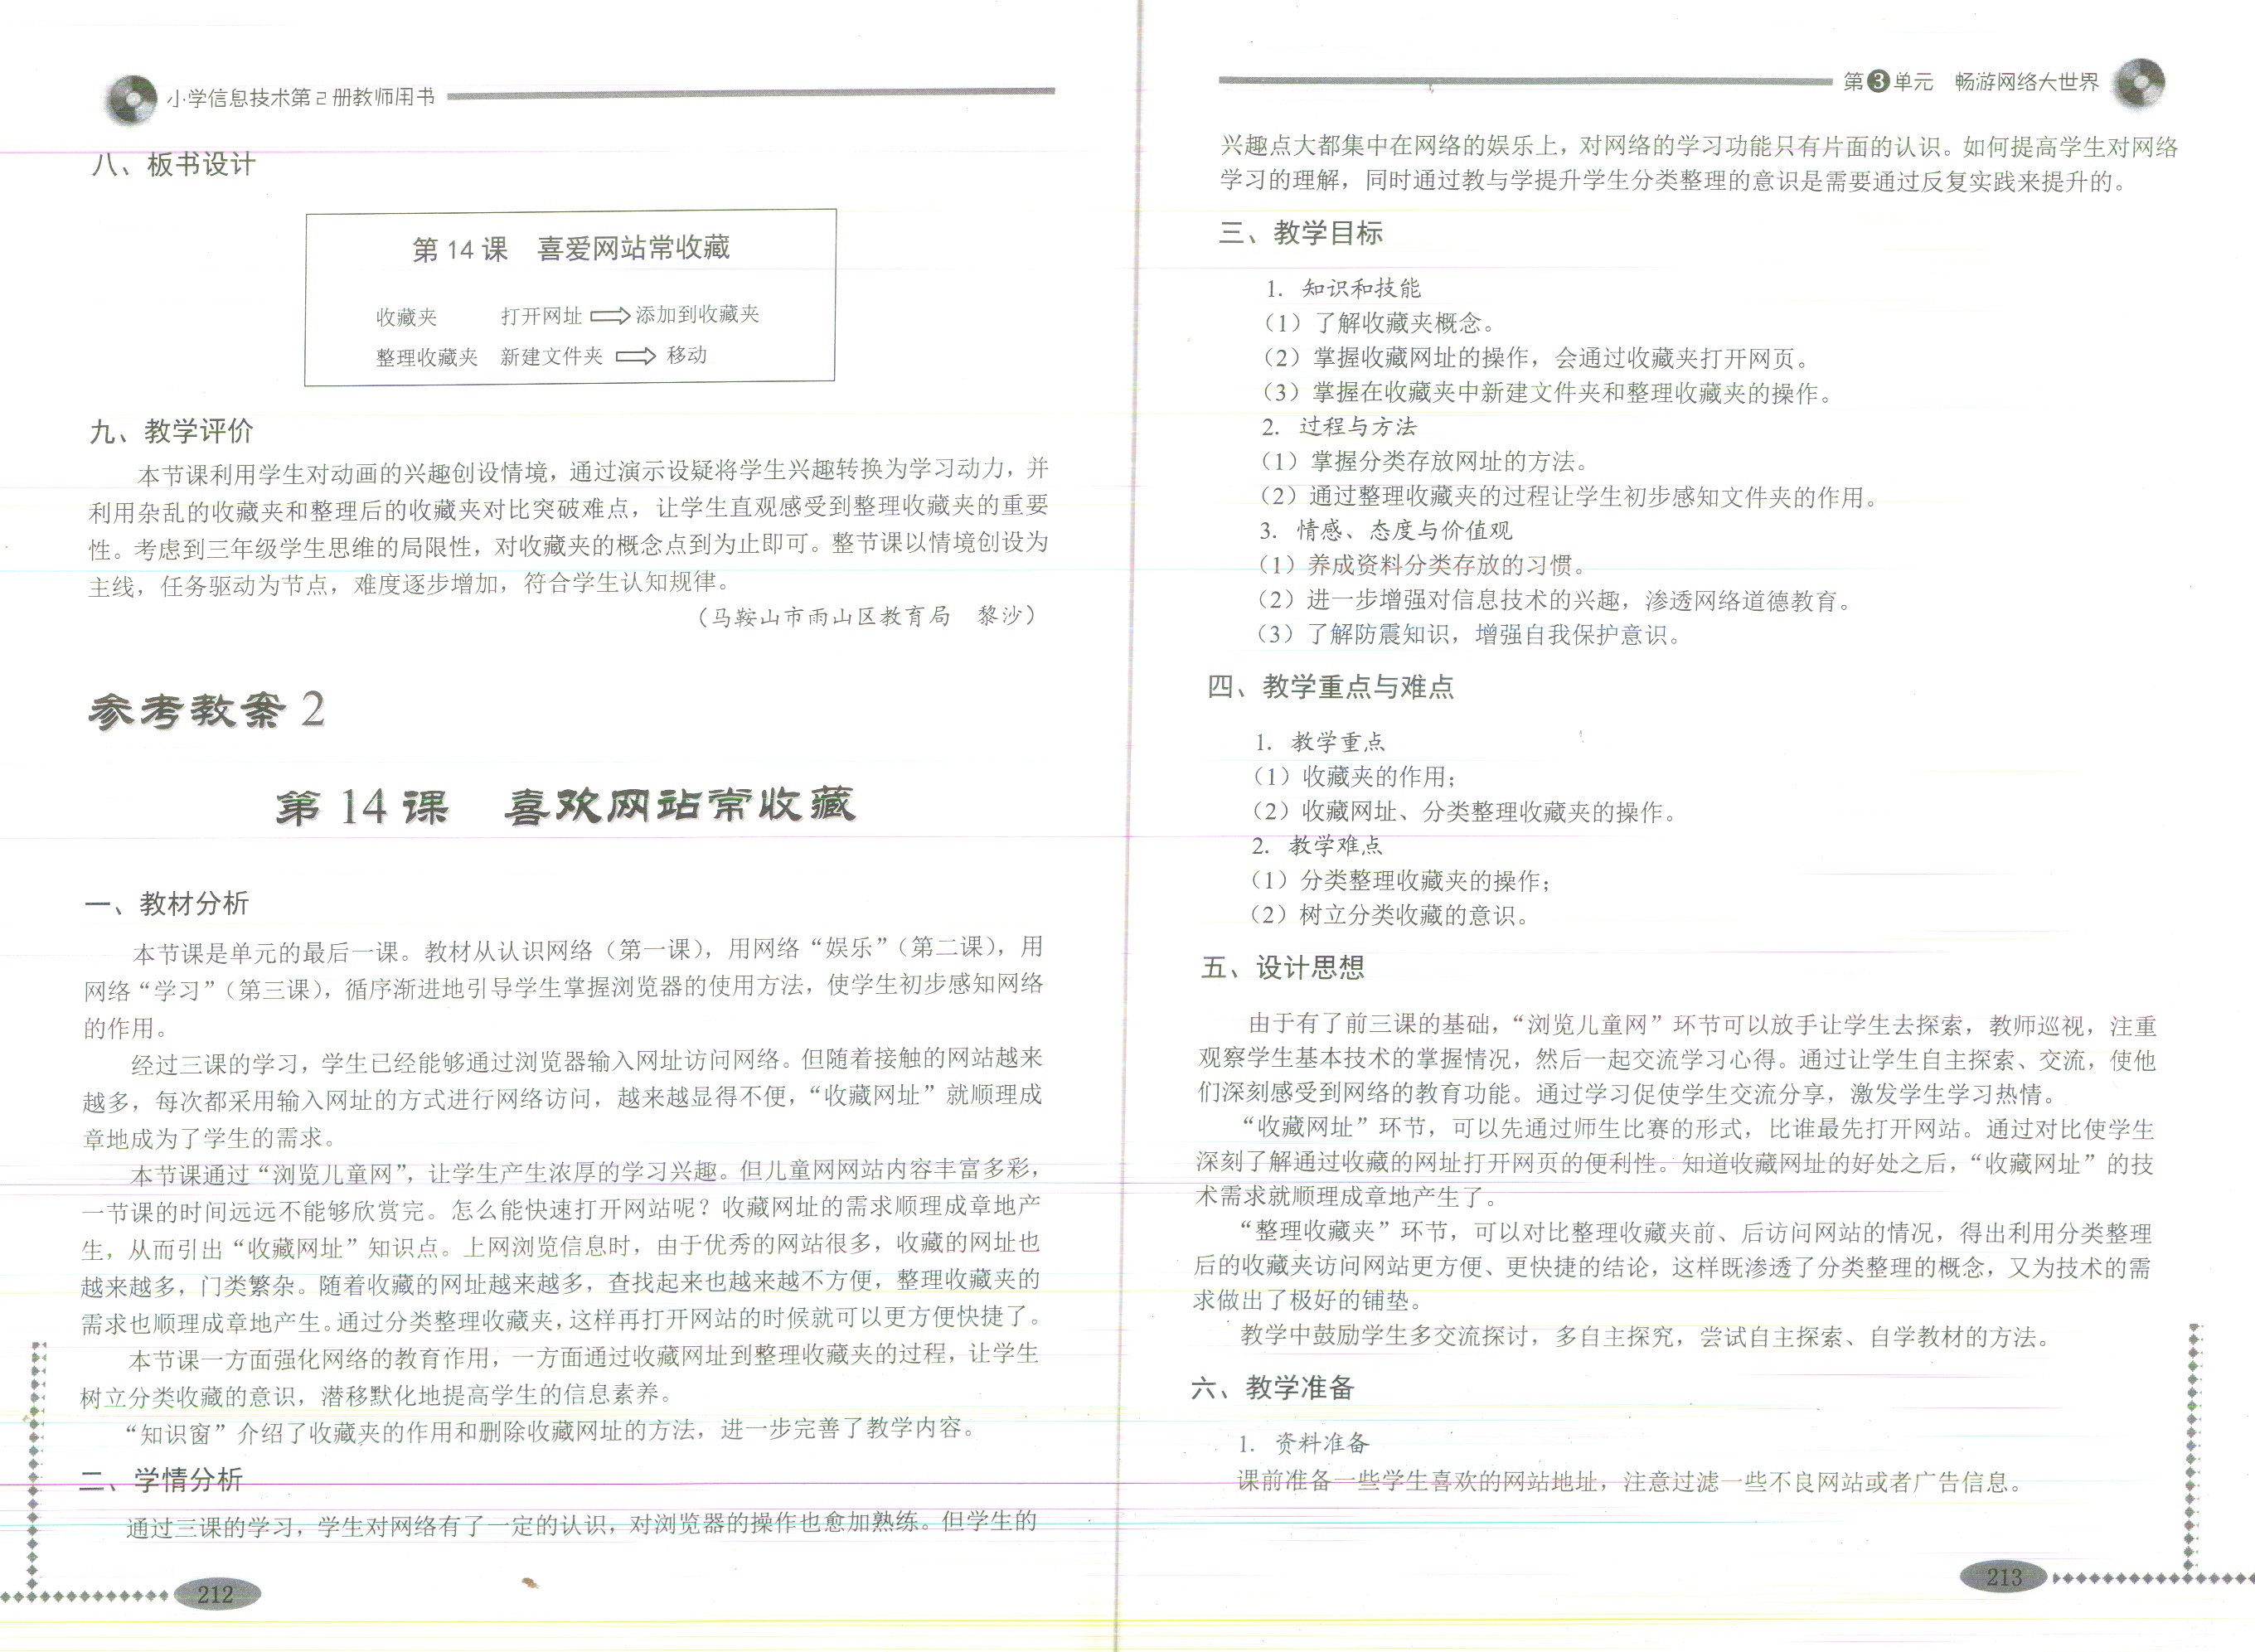 小学信息技术第2册教师用书
八、板书设计
第14课 喜爱网站常收藏
收藏夹 打开网址 添加到收藏夹
整理收藏夹 新建文件夹 移动
九、教学评价
本节课利用学生对动画的兴趣创设情境，通过演示设疑将学生兴趣转换为学习动力，并
利用杂乱的收藏夹和整理后的收藏夹对比突破难点，让学生直观感受到整理收藏夹的重要
性。考虑到三年级学生思维的局限性，对收藏夹的概念点到为止即可。整节课以情境创设为
主线，任务驱动为节点，难度逐步增加，符合学生认知规律。
（马鞍山市雨山区教育局 黎沙）
参考教案2
第14课 喜欢网站常收藏
一、教材分析
本节课是单元的最后一课。教材从认识网络（第一课），用网络“娱乐”（第二课），用
网络“学习”（第三课），循序渐进地引导学生掌握浏览器的使用方法，使学生初步感知网络
的作用。
经过三课的学习，学生已经能够通过浏览器输入网址访问网络。但随着接触的网站越来
越多，每次都采用输入网址的方式进行网络访问，越来越显得不便，“收藏网址”就顺理成
章地成为了学生的需求。
本节课通过“浏览儿童网”，让学生产生浓厚的学习兴趣。但儿童网网站内容丰富多彩，
一节课的时间远远不能够欣赏完。怎么能快速打开网站呢？收藏网址的需求顺理成章地产
生，从而引出“收藏网址”知识点。上网浏览信息时，由于优秀的网站很多，收藏的网址也
越来越多，门类繁杂。随着收藏的网址越来越多，查找起来也越来越不方便，整理收藏夹的
需求也顺理成章地产生。通过分类整理收藏夹，这样再打开网站的时候就可以更方便快捷了。
本节课一方面强化网络的教育作用，一方面通过收藏网址到整理收藏夹的过程，让学生
树立分类收藏的意识，潜移默化地提高学生的信息素养。
“知识窗”介绍了收藏夹的作用和删除收藏网址的方法，进一步完善了教学内容。
二、学情分析
通过三课的学习，学生对网络有了一定的认识，对浏览器的操作也愈加熟练。但学生的
212
第3单元 畅游网络大世界
兴趣点大都集中在网络的娱乐上，对网络的学习功能只有片面的认识。如何提高学生对网络
学习的理解，同时通过教与学提升学生分类整理的意识是需要通过反复实践来提升的。
三、教学目标
1. 知识和技能
（1）了解收藏夹概念。
（2）掌握收藏网址的操作，会通过收藏夹打开网页。
（3）掌握在收藏夹中新建文件夹和整理收藏夹的操作。
2. 过程与方法
（1）掌握分类存放网址的方法。
（2）通过整理收藏夹的过程让学生初步感知文件夹的作用。
3. 情感、态度与价值观
（1）养成资料分类存放的习惯。
（2）进一步增强对信息技术的兴趣，渗透网络道德教育。
（3）了解防震知识，增强自我保护意识。
四、教学重点与难点
1. 教学重点
（1）收藏夹的作用；
（2）收藏网址、分类整理收藏夹的操作。
2. 教学难点
（1）分类整理收藏夹的操作；
（2）树立分类收藏的意识。
五、设计思想
由于有了前三课的基础，“浏览儿童网”环节可以放手让学生去探索，教师巡视，注重
观察学生基本技术的掌握情况，然后一起交流学习心得。通过让学生自主探索、交流，使他
们深刻感受到网络的教育功能。通过学习促使学生交流分享，激发学生学习热情。
“收藏网址”环节，可以先通过师生比赛的形式，比谁最先打开网站。通过对比使学生
深刻了解通过收藏的网址打开网页的便利性。知道收藏网址的好处之后，“收藏网址”的技
术需求就顺理成章地产生了。
“整理收藏夹”环节，可以对比整理收藏夹前、后访问网站的情况，得出利用分类整理
后的收藏夹访问网站更方便、更快捷的结论，这样既渗透了分类整理的概念，又为技术的需
求做出了极好的铺垫。
教学中鼓励学生多交流探讨，多自主探究，尝试自主探索、自学教材的方法。
六、教学准备
1. 资料准备
课前准备一些学生喜欢的网站地址，注意过滤一些不良网站或者广告信息。
213